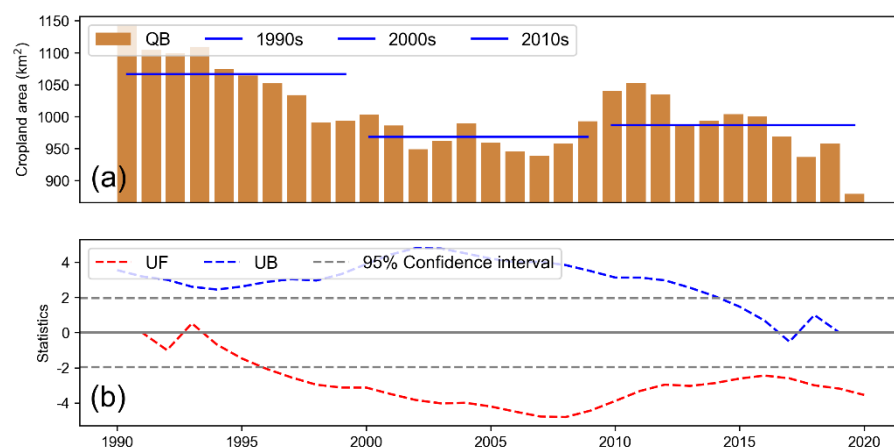 1150
1100
1050
1000
950
900
Cropland area (km²)
QB 1990s 2000s 2010s
(a)
4
2
0
-2
-4
Statistics
UF UB 95% Confidence interval
(b)
1990 1995 2000 2005 2010 2015 2020